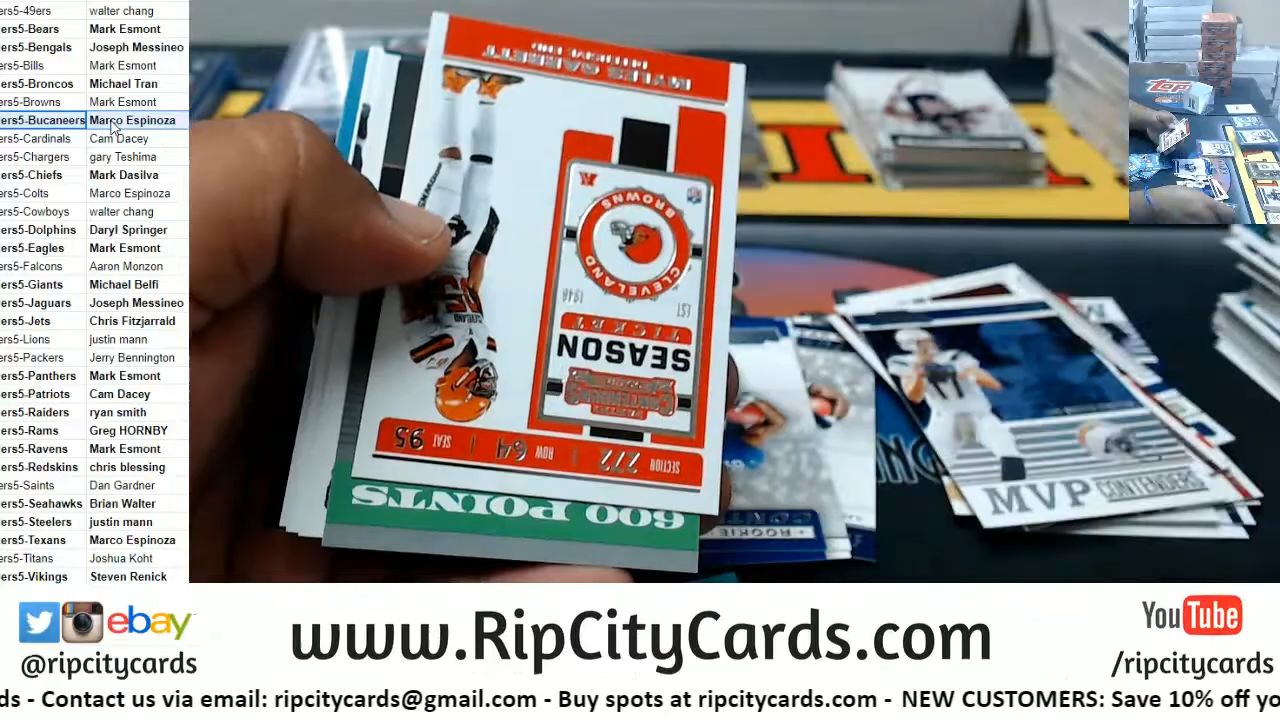 ers5-49ers walter chang
ers5-Bears Mark Esmont
ers5-Bengals Joseph Messineo
ers5-Bills Mark Esmont
ers5-Broncos Michael Tran
ers5-Browns Mark Esmont
ers5-Bucaneers Marco Espinoza
ers5-Cardinals Cam Dacey
ers5-Chargers gary Teshima
ers5-Chiefs Mark Dasilva
ers5-Colts Marco Espinoza
ers5-Cowboys walter chang
ers5-Dolphins Daryl Springer
ers5-Eagles Mark Esmont
ers5-Falcons Aaron Monzon
ers5-Giants Michael Belfi
ers5-Jaguars Joseph Messineo
ers5-Jets Chris Fitzjarrald
ers5-Lions justin mann
ers5-Packers Jerry Bennington
ers5-Panthers Mark Esmont
ers5-Patriots Cam Dacey
ers5-Raiders ryan smith
ers5-Rams Greg HORNBY
ers5-Ravens Mark Esmont
ers5-Redskins chris blessing
ers5-Saints Dan Gardner
ers5-Seahawks Brian Walter
ers5-Steelers justin mann
ers5-Texans Marco Espinoza
ers5-Titans Joshua Koht
ers5-Vikings Steven Renick
MYLES GARRETT
DEFENSIVE END
CLEVELAND BROWNS
EST 1946
SEASON
TICKET
CONTENDERS
SECTION 272 ROW 64 SEAT 95
600 POINTS
ROOKIE
MVP CONTENDERS
TOPPS
ebay
@ripcitycards
www.RipCityCards.com
YouTube
/ripcitycards
ds - Contact us via email: ripcitycards@gmail.com - Buy spots at ripcitycards.com - NEW CUSTOMERS: Save 10% off yo